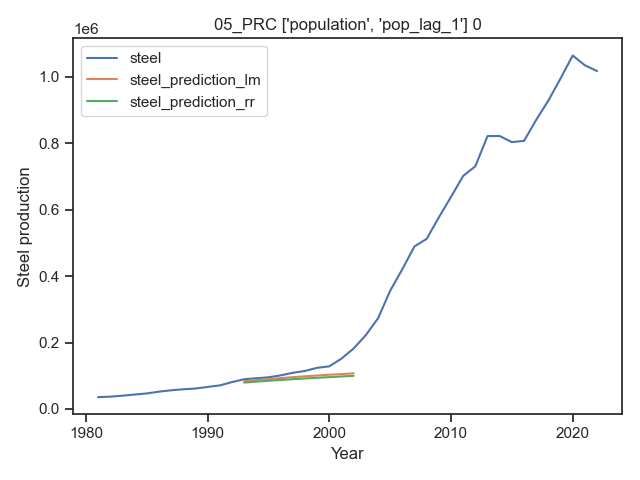 05_PRC ['population', 'pop_lag_1'] 0
1e6
steel
steel_prediction_lm
steel_prediction_rr
1.0
0.8
0.6
0.4
0.2
0.0
Steel production
1980
1990
2000
2010
2020
Year